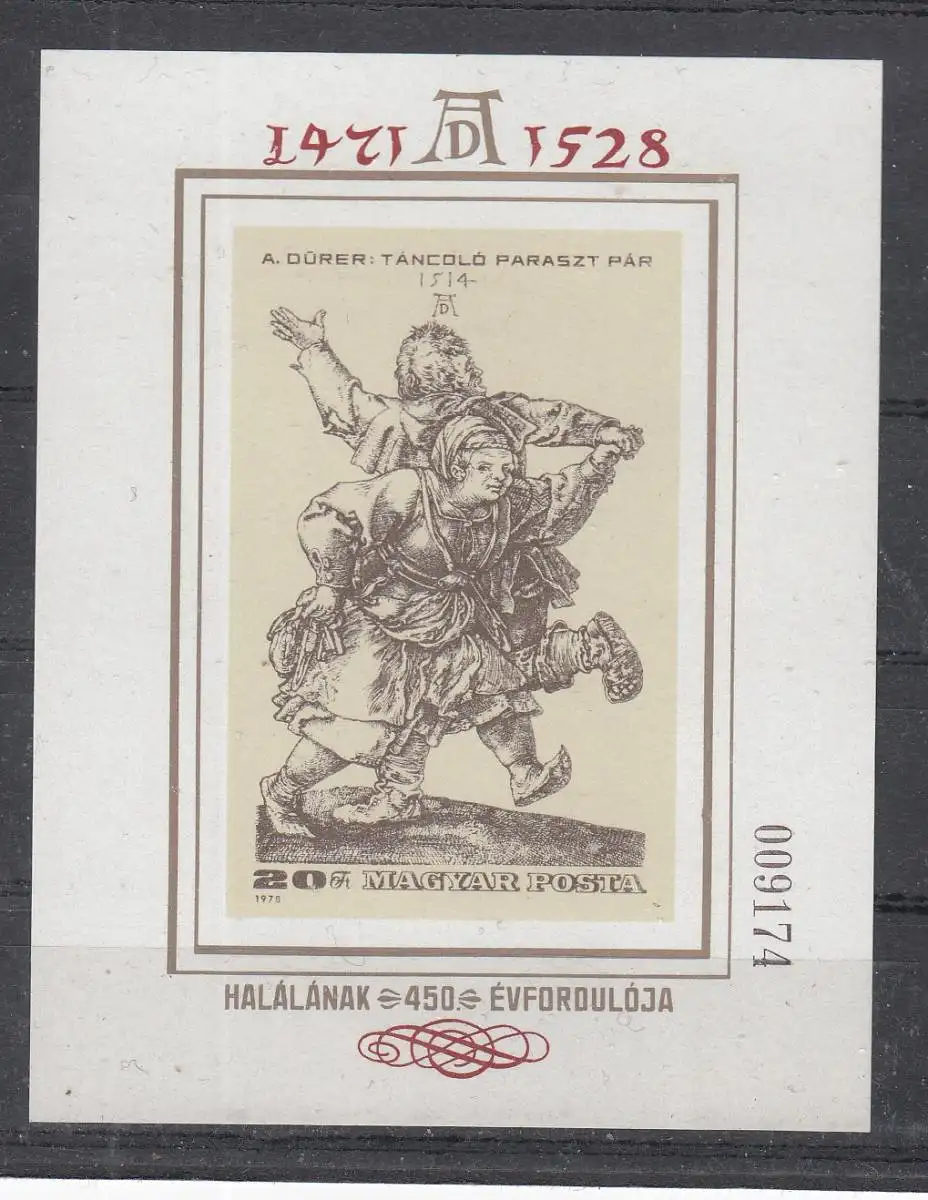 1471 AD 1528
A. DÜRER: TÁNCOLÓ PARASZT PÁR
1514
AD
20 Ft MAGYAR POSTA
1978
009174
HALÁLÁNAK 450. ÉVFORDULÓJA